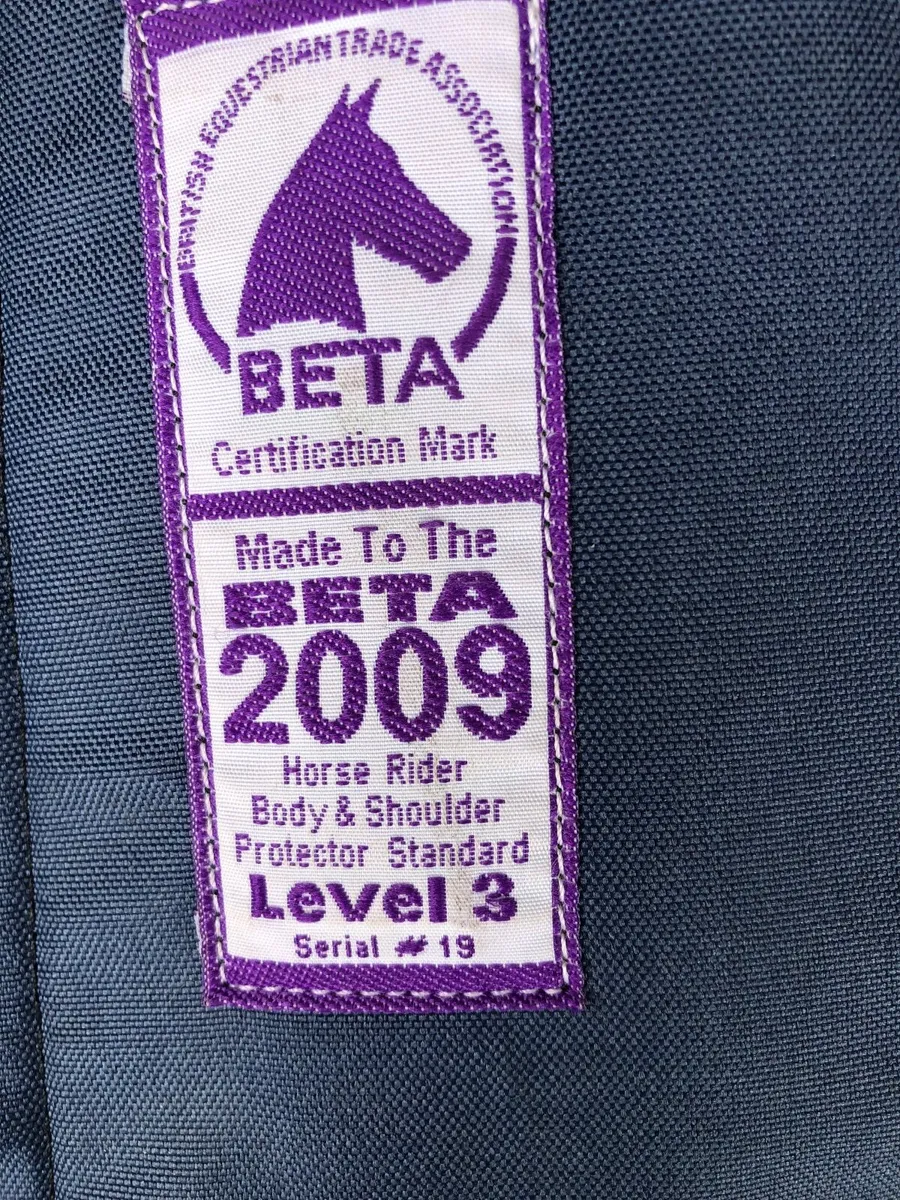 BRITISH EQUESTRIAN TRADE ASSOCIATION
BETA
Certification Mark
Made To The
BETA
2009
Horse Rider
Body & Shoulder
Protector Standard
Level 3
Serial # 19